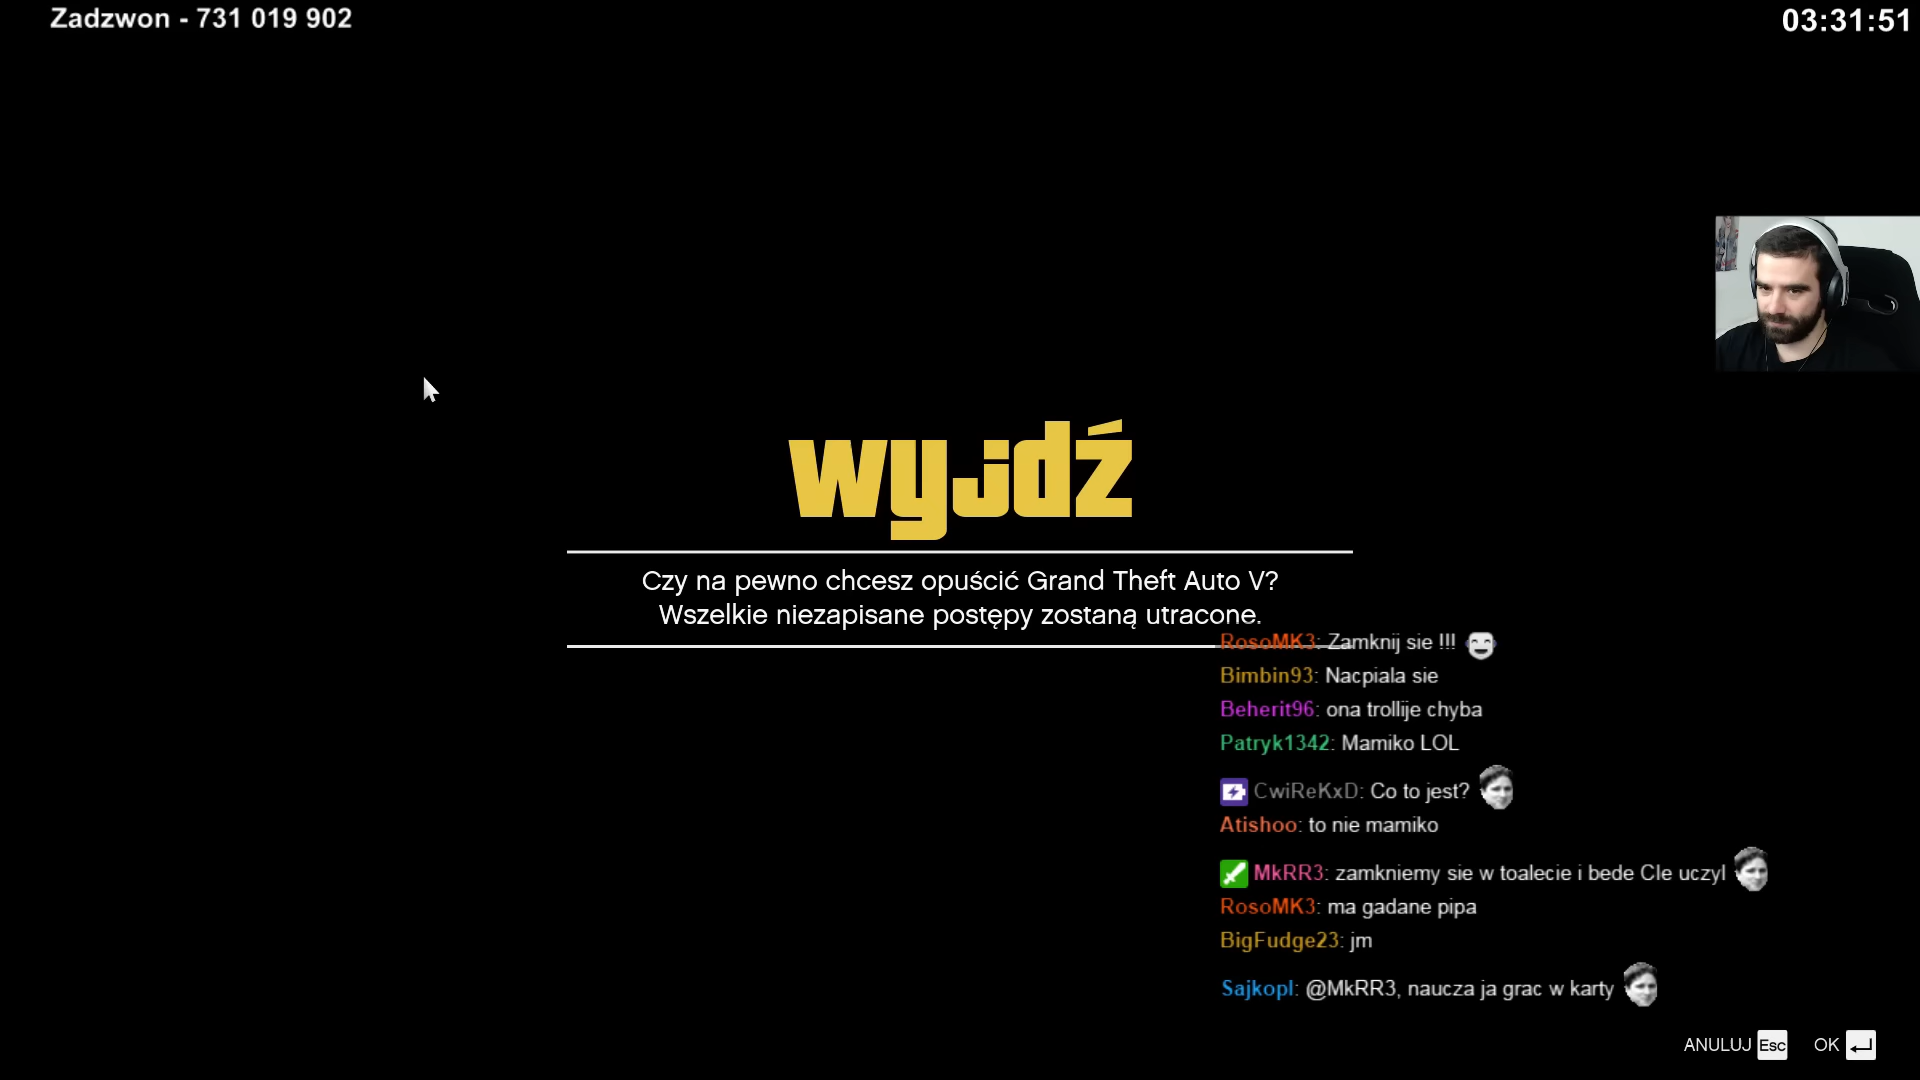 Zadzwon - 731 019 902
03:31:51
wyjdź
Czy na pewno chcesz opuścić Grand Theft Auto V?
Wszelkie niezapisane postępy zostaną utracone.
RosoMK3: Zamknij sie !!!
Bimbin93: Nacpiala sie
Beherit96: ona trollije chyba
Patryk1342: Mamiko LOL
CwiReKxD: Co to jest?
Atishoo: to nie mamiko
MkRR3: zamkniemy sie w toalecie i bede CIe uczyl
RosoMK3: ma gadane pipa
BigFudge23: jm
Sajkopl: @MkRR3, naucza ja grac w karty
ANULUJ Esc OK